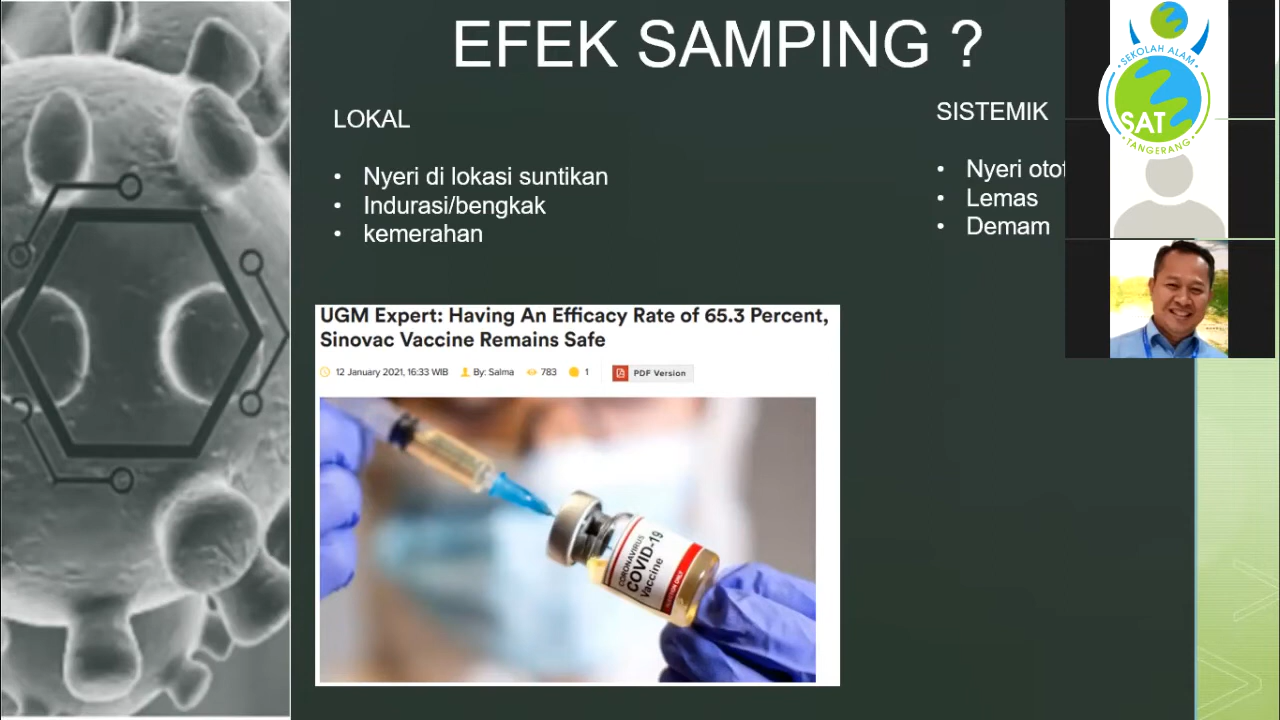 EFEK SAMPING ?
LOKAL
• Nyeri di lokasi suntikan
• Indurasi/bengkak
• kemerahan
SISTEMIK
• Nyeri
• Lemas
• Demam
UGM Expert: Having An Efficacy Rate of 65.3 Percent,
Sinovac Vaccine Remains Safe
12 January 2021, 16:33 WIB By: Salma 783 1 PDF Version
CORONAVIRUS
COVID-19
Vaccine
SEKOLAH ALAM
SAT
TANGERANG